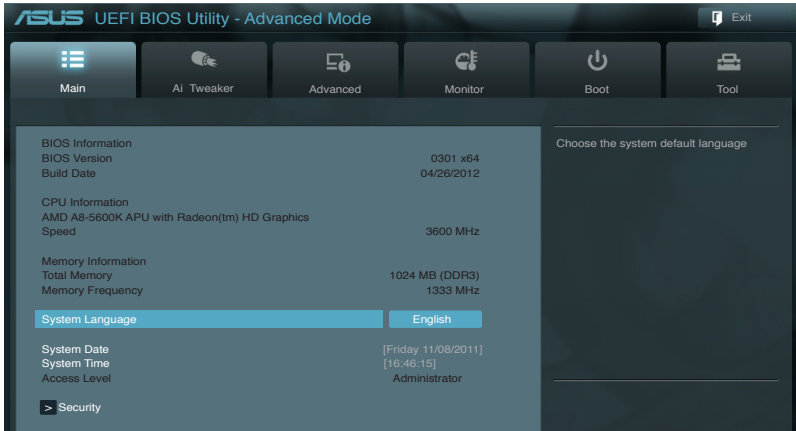 ASUS UEFI BIOS Utility - Advanced Mode
Exit
Main
Ai Tweaker
Advanced
Monitor
Boot
Tool
BIOS Information
BIOS Version 0301 x64
Build Date 04/26/2012
CPU Information
AMD A8-5600K APU with Radeon(tm) HD Graphics
Speed 3600 MHz
Memory Information
Total Memory 1024 MB (DDR3)
Memory Frequency 1333 MHz
System Language English
System Date [Friday 11/08/2011]
System Time [16:46:15]
Access Level Administrator
> Security
Choose the system default language